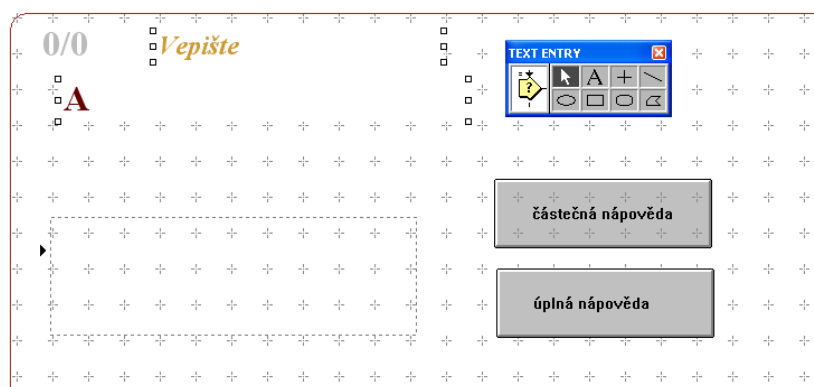 0/0
Vepište
TEXT ENTRY
A
A
?
částečná nápověda
úplná nápověda